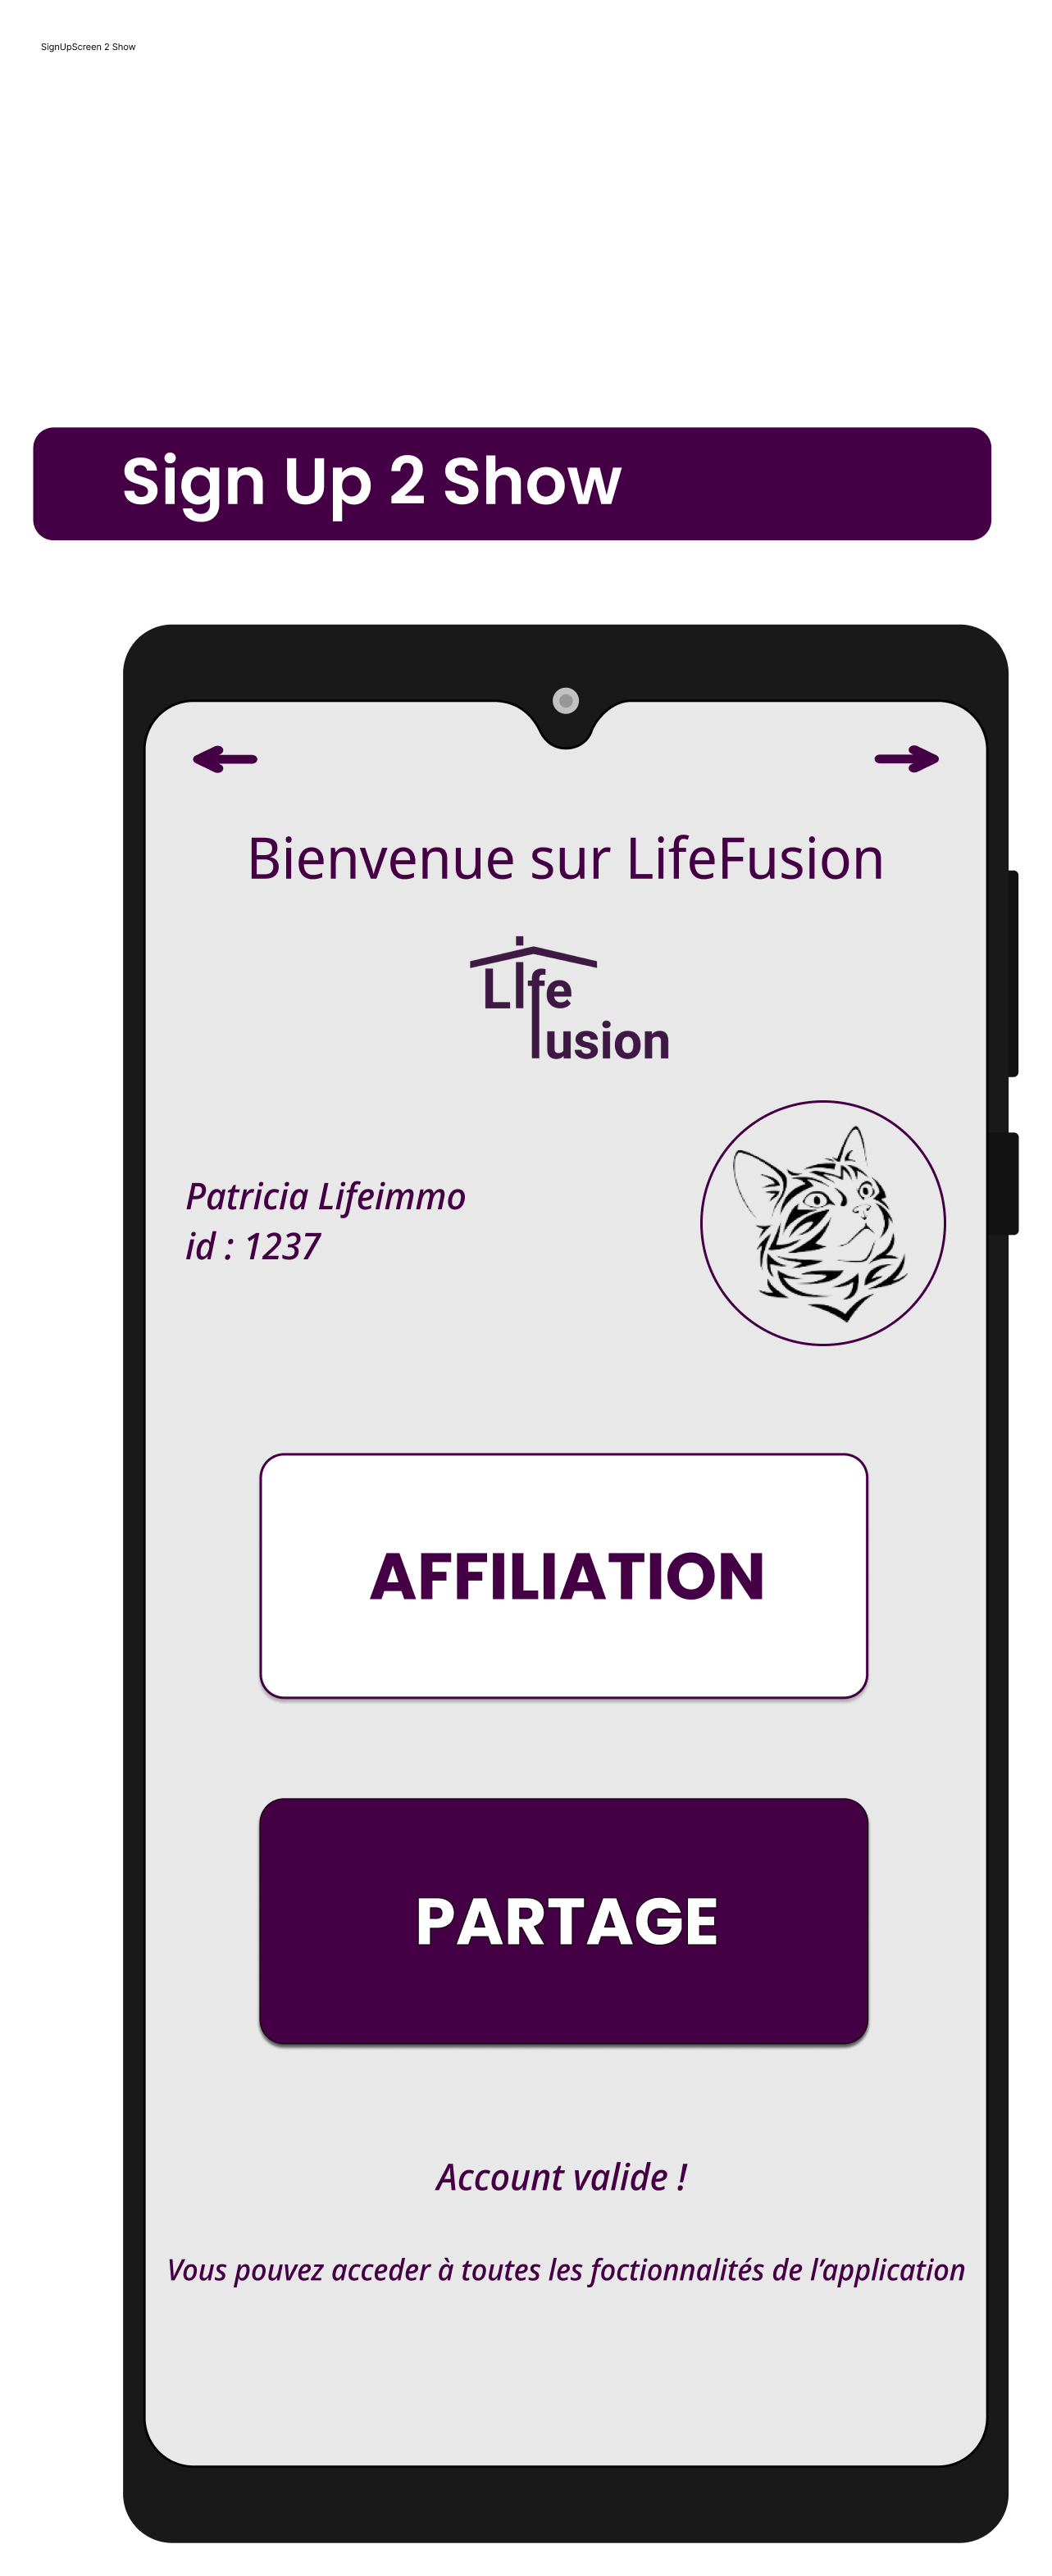 SignUpScreen 2 Show
Sign Up 2 Show
Bienvenue sur LifeFusion
Life
fusion
Patricia Lifeimmo
id : 1237
AFFILIATION
PARTAGE
Account valide !
Vous pouvez acceder à toutes les foctionnalités de l’application